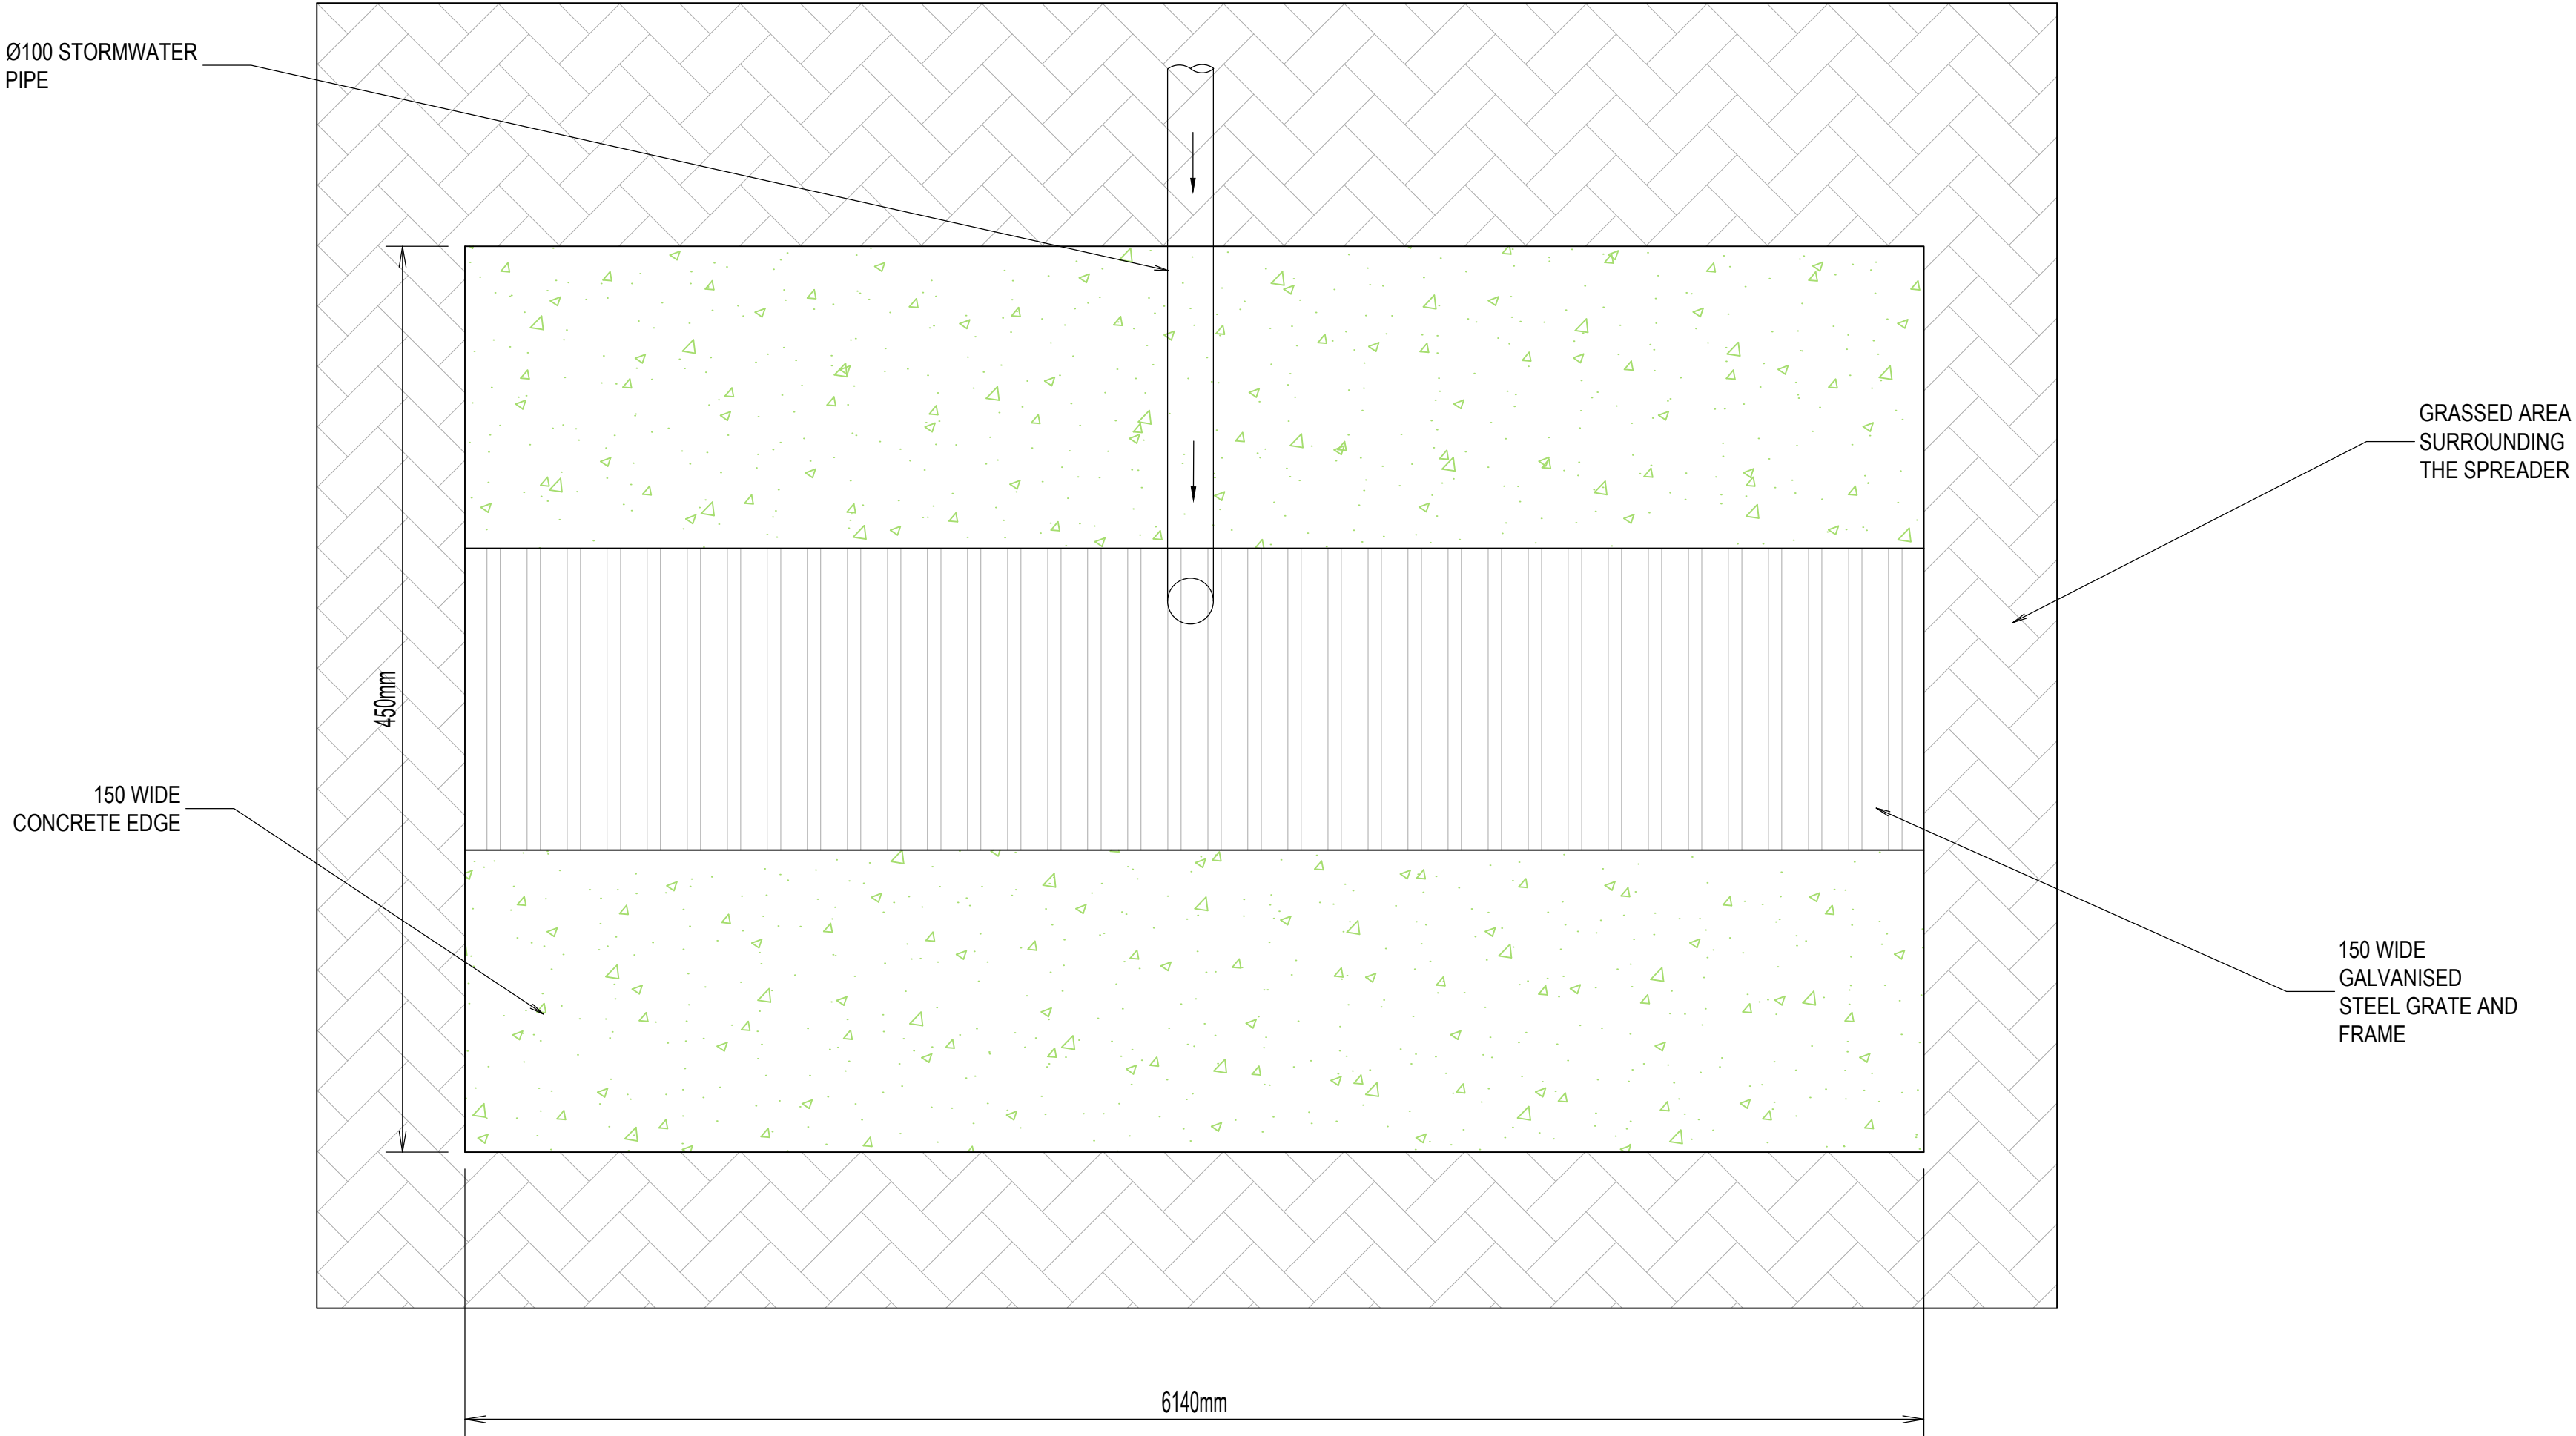 Ø100 STORMWATER
PIPE
GRASSED AREA
SURROUNDING
THE SPREADER
450mm
150 WIDE
CONCRETE EDGE
150 WIDE
GALVANISED
STEEL GRATE AND
FRAME
6140mm